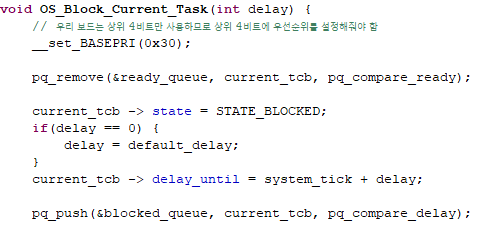 void OS_Block_Current_Task(int delay) {
// 우리 보드는 상위 4비트만 사용하므로 상위 4비트에 우선순위를 설정해줘야 함
__set_BASEPRI(0x30);
pq_remove(&ready_queue, current_tcb, pq_compare_ready);
current_tcb -> state = STATE_BLOCKED;
if(delay == 0) {
delay = default_delay;
}
current_tcb -> delay_until = system_tick + delay;
pq_push(&blocked_queue, current_tcb, pq_compare_delay);